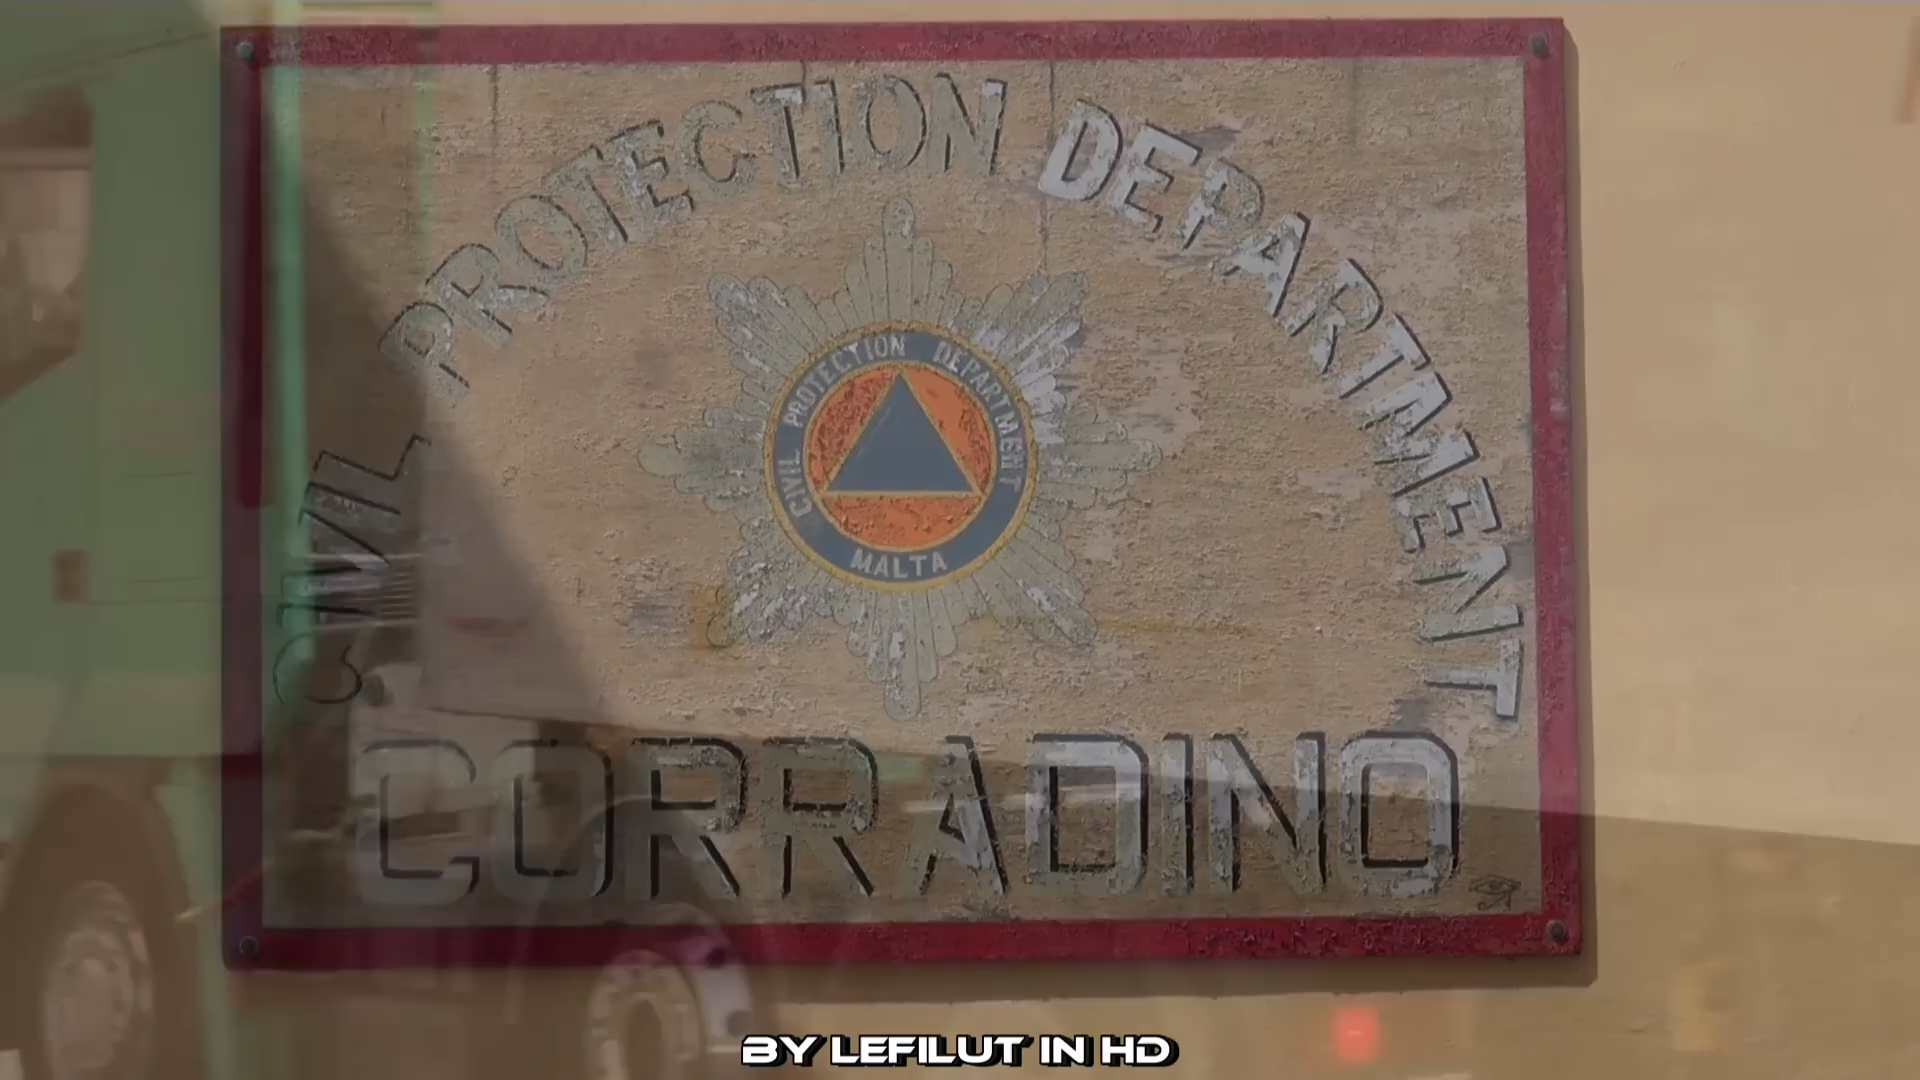 CIVIL PROTECTION DEPARTMENT
CIVIL PROTECTION DEPARTMENT
MALTA
CORRADINO
BY LEFILUT IN HD